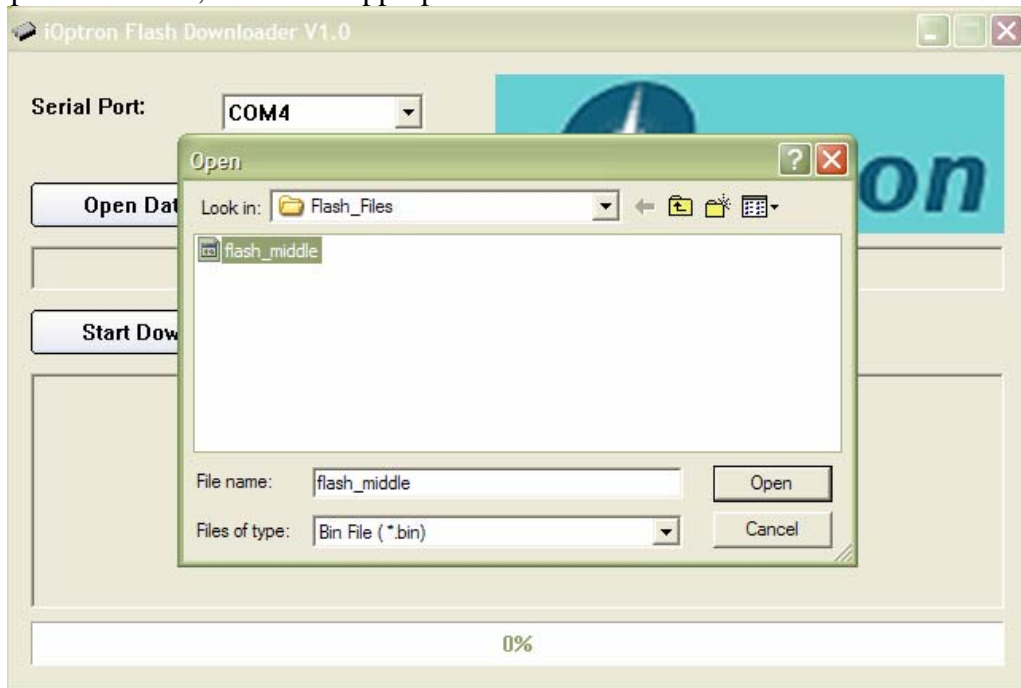 iOptron Flash Downloader V1.0
Serial Port:
COM4
on
Open Dat
Start Dow
Open
Look in:
Flash_Files
flash_middle
File name:
flash_middle
Open
Files of type:
Bin File ( *.bin)
Cancel
0%